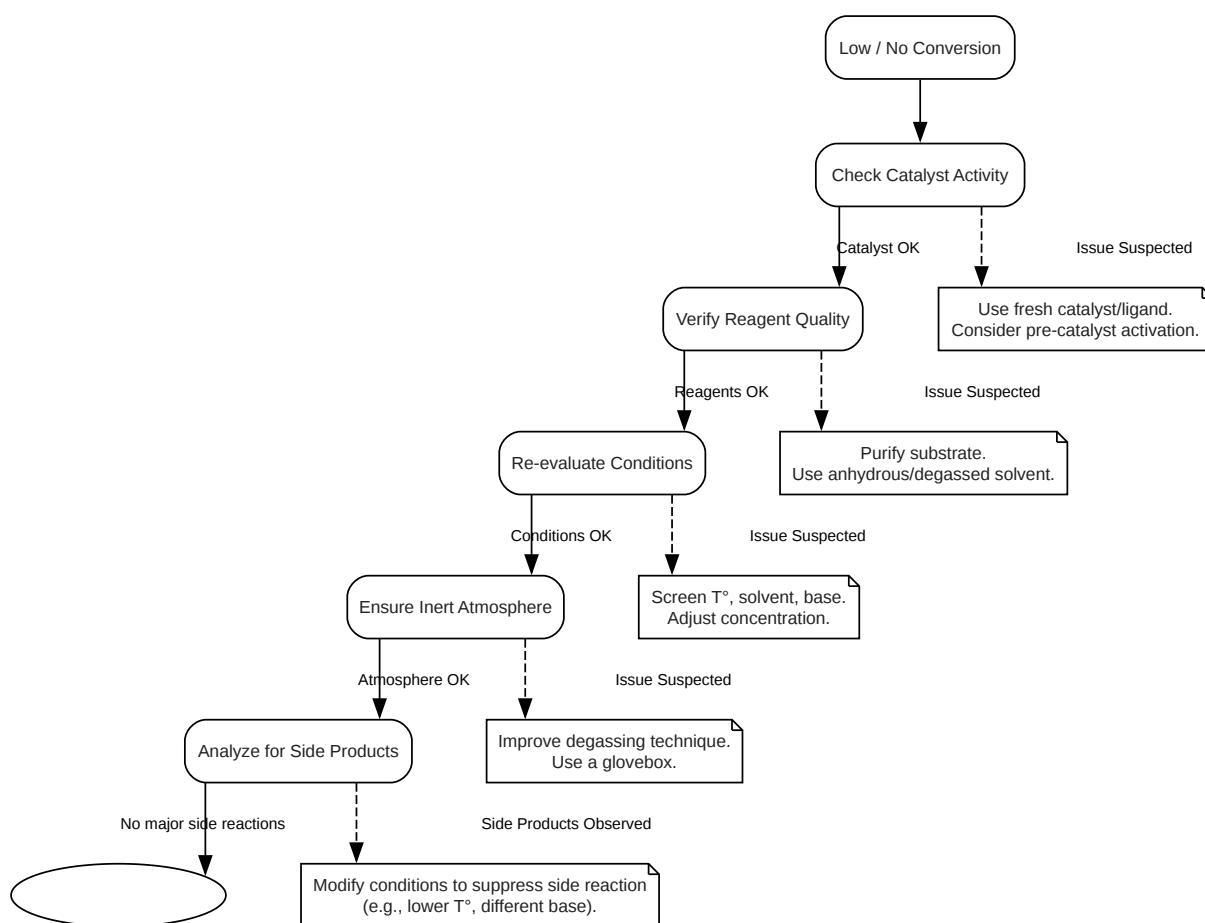 Low / No Conversion
Check Catalyst Activity
Catalyst OK
Issue Suspected
Verify Reagent Quality
Use fresh catalyst/ligand.
Consider pre-catalyst activation.
Reagents OK
Issue Suspected
Re-evaluate Conditions
Purify substrate.
Use anhydrous/degassed solvent.
Conditions OK
Issue Suspected
Ensure Inert Atmosphere
Screen T°, solvent, base.
Adjust concentration.
Atmosphere OK
Issue Suspected
Analyze for Side Products
Improve degassing technique.
Use a glovebox.
No major side reactions
Side Products Observed
Modify conditions to suppress side reaction
(e.g., lower T°, different base).